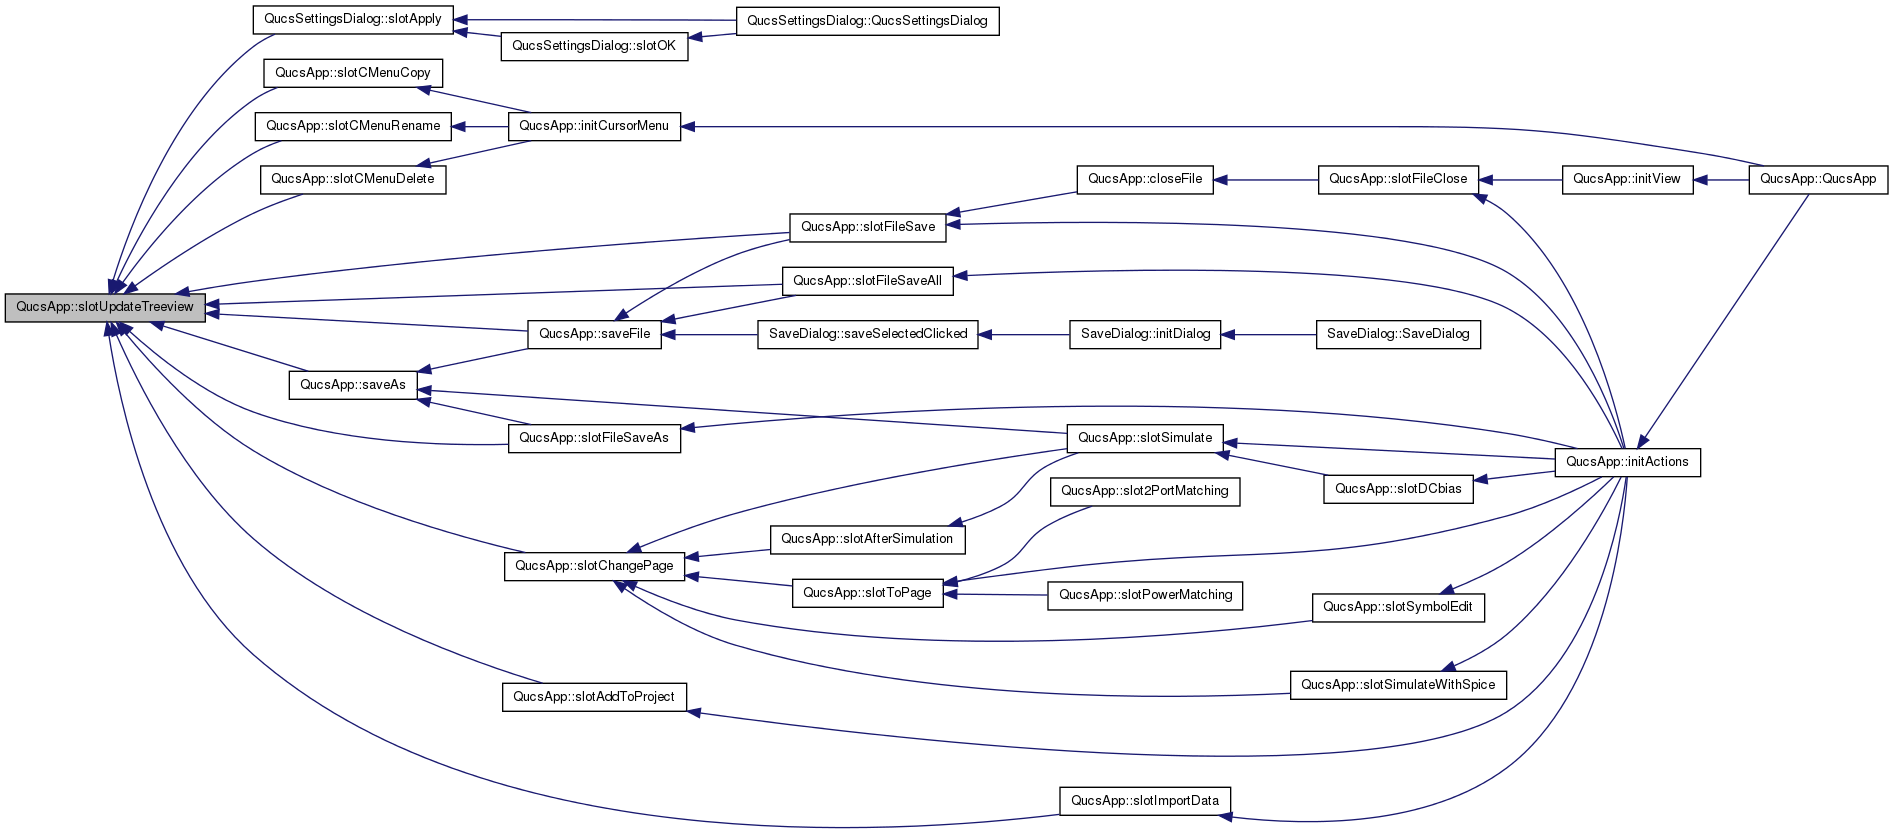 QucsSettingsDialog::slotApply
QucsSettingsDialog::QucsSettingsDialog
QucsSettingsDialog::slotOK
QucsApp::slotCMenuCopy
QucsApp::slotCMenuRename
QucsApp::initCursorMenu
QucsApp::slotCMenuDelete
QucsApp::closeFile
QucsApp::slotFileClose
QucsApp::initView
QucsApp::QucsApp
QucsApp::slotFileSave
QucsApp::slotFileSaveAll
QucsApp::slotUpdateTreeview
QucsApp::saveFile
SaveDialog::saveSelectedClicked
SaveDialog::initDialog
SaveDialog::SaveDialog
QucsApp::saveAs
QucsApp::slotFileSaveAs
QucsApp::slotSimulate
QucsApp::initActions
QucsApp::slotDCbias
QucsApp::slot2PortMatching
QucsApp::slotAfterSimulation
QucsApp::slotChangePage
QucsApp::slotToPage
QucsApp::slotPowerMatching
QucsApp::slotSymbolEdit
QucsApp::slotSimulateWithSpice
QucsApp::slotAddToProject
QucsApp::slotImportData